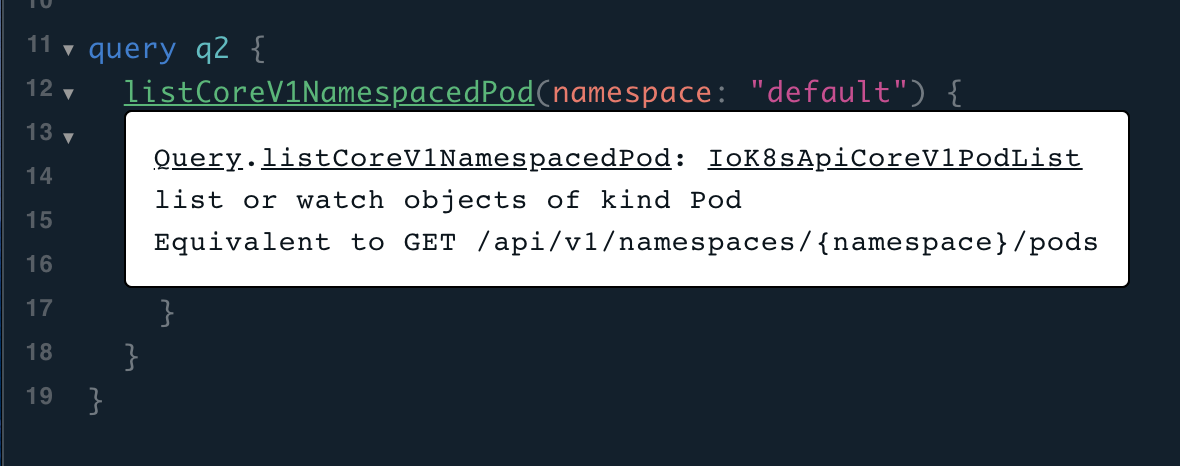 10
11 query q2 {
12 listCoreV1NamespacedPod(namespace: "default") {
13
Query.listCoreV1NamespacedPod: IoK8sApiCoreV1PodList
14
list or watch objects of kind Pod
15
Equivalent to GET /api/v1/namespaces/{namespace}/pods
16
17 }
18 }
19 }